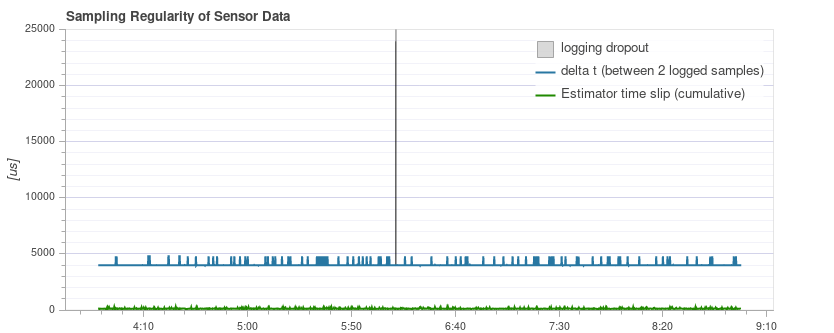 Sampling Regularity of Sensor Data
25000
20000
15000
10000
5000
0
[us]
logging dropout
delta t (between 2 logged samples)
Estimator time slip (cumulative)
4:10 5:00 5:50 6:40 7:30 8:20 9:10